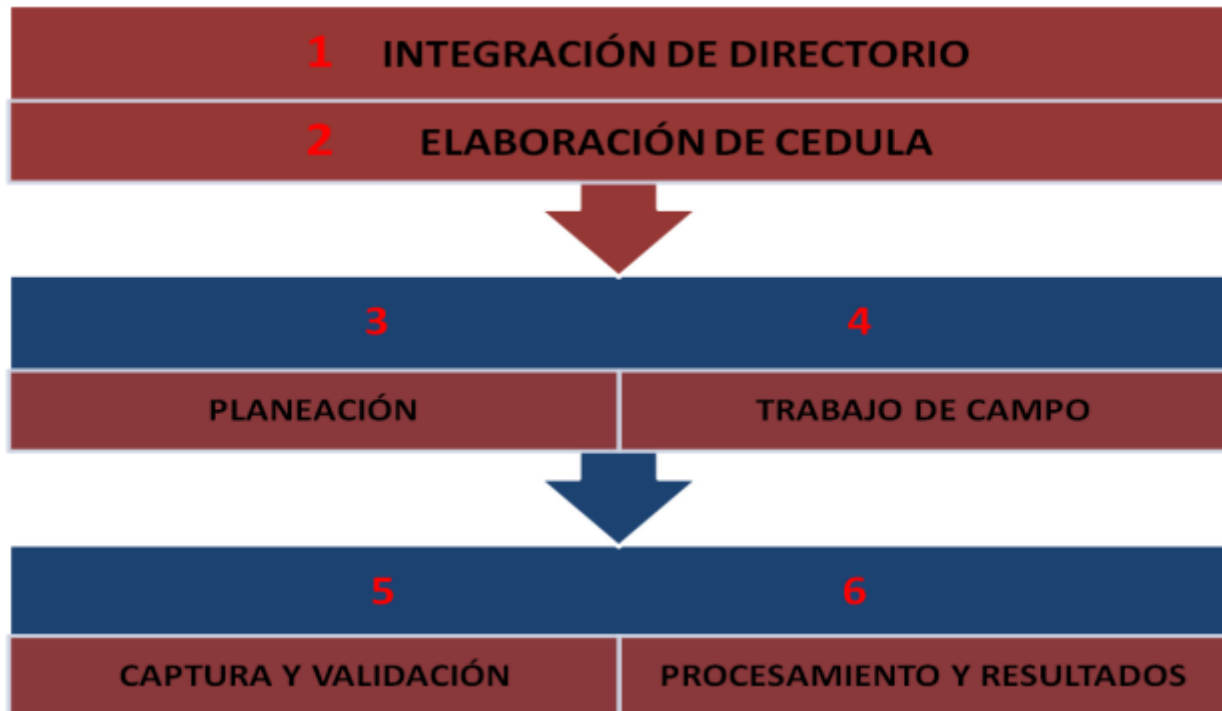 1 INTEGRACIÓN DE DIRECTORIO
2 ELABORACIÓN DE CEDULA
3 4
PLANEACIÓN TRABAJO DE CAMPO
5 6
CAPTURA Y VALIDACIÓN PROCESAMIENTO Y RESULTADOS